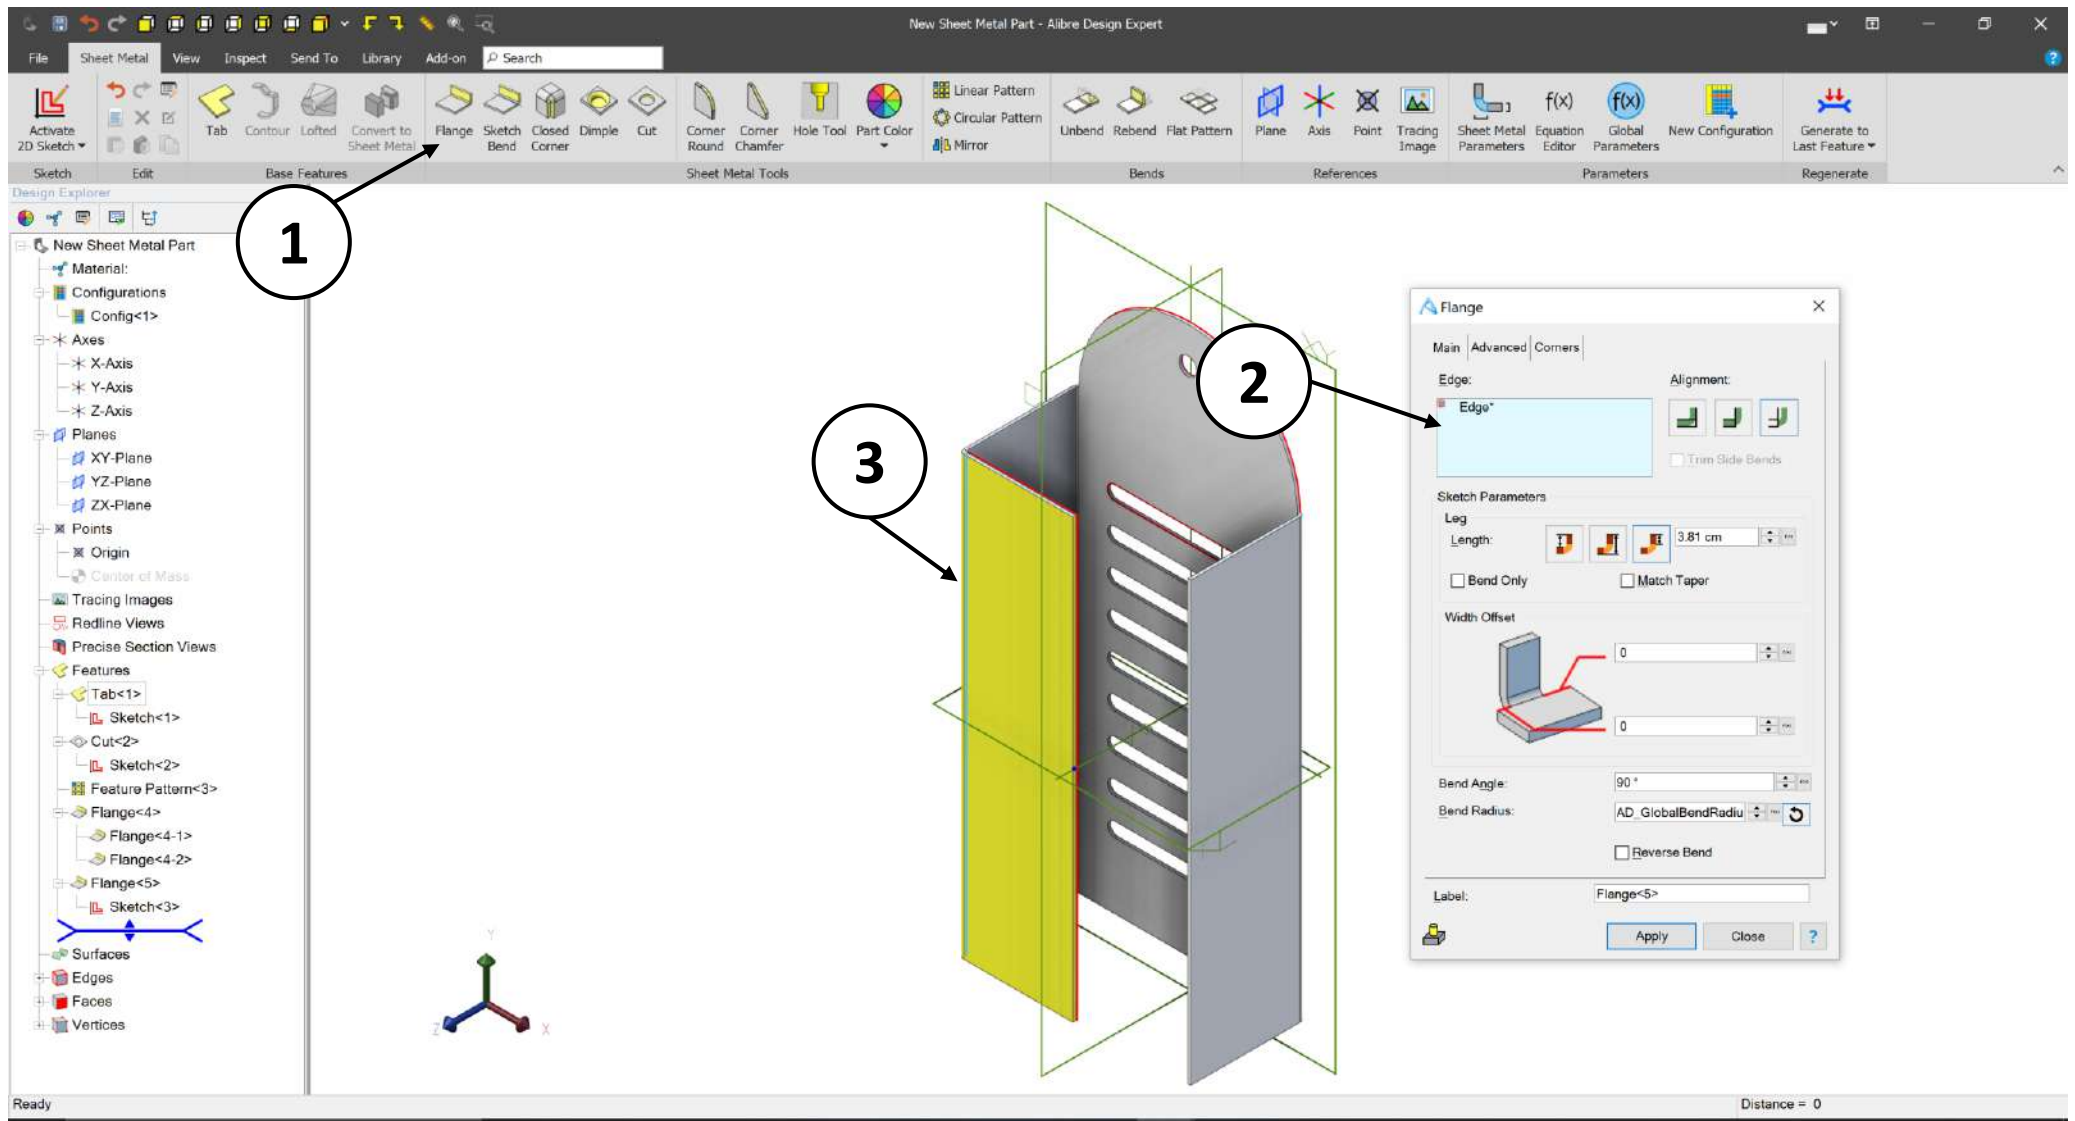 New Sheet Metal Part - Alibre Design Expert
File Sheet Metal View Inspect Send To Library Add-on Search
Activate 2D Sketch
Tab Contour Lofted Convert to Sheet Metal
Flange Sketch Bend Closed Corner Dimple Cut
Corner Round Corner Chamfer Hole Tool Part Color
Linear Pattern
Circular Pattern
Mirror
Unbend Rebend Flat Pattern
Plane Axis Point Tracing Image
Sheet Metal Parameters f(x) Equation Editor f(x) Global Parameters New Configuration
Generate to Last Feature
Sketch Edit Base Features Sheet Metal Tools Bends References Parameters Regenerate
Design Explorer
New Sheet Metal Part
Material:
Configurations
Config<1>
Axes
X-Axis
Y-Axis
Z-Axis
Planes
XY-Plane
YZ-Plane
ZX-Plane
Points
Origin
Center of Mass
Tracing Images
Redline Views
Precise Section Views
Features
Tab<1>
Sketch<1>
Cut<2>
Sketch<2>
Feature Pattern<3>
Flange<4>
Flange<4-1>
Flange<4-2>
Flange<5>
Sketch<3>
Surfaces
Edges
Faces
Vertices
1
2
3
Y
Z X
Flange
Main Advanced Corners
Edge: Alignment:
Edge*
Trim Side Bends
Sketch Parameters
Leg
Length: 3.81 cm
Bend Only Match Taper
Width Offset
0
0
Bend Angle: 90 °
Bend Radius: AD_GlobalBendRadiu
Reverse Bend
Label: Flange<5>
Apply Close ?
Ready Distance = 0